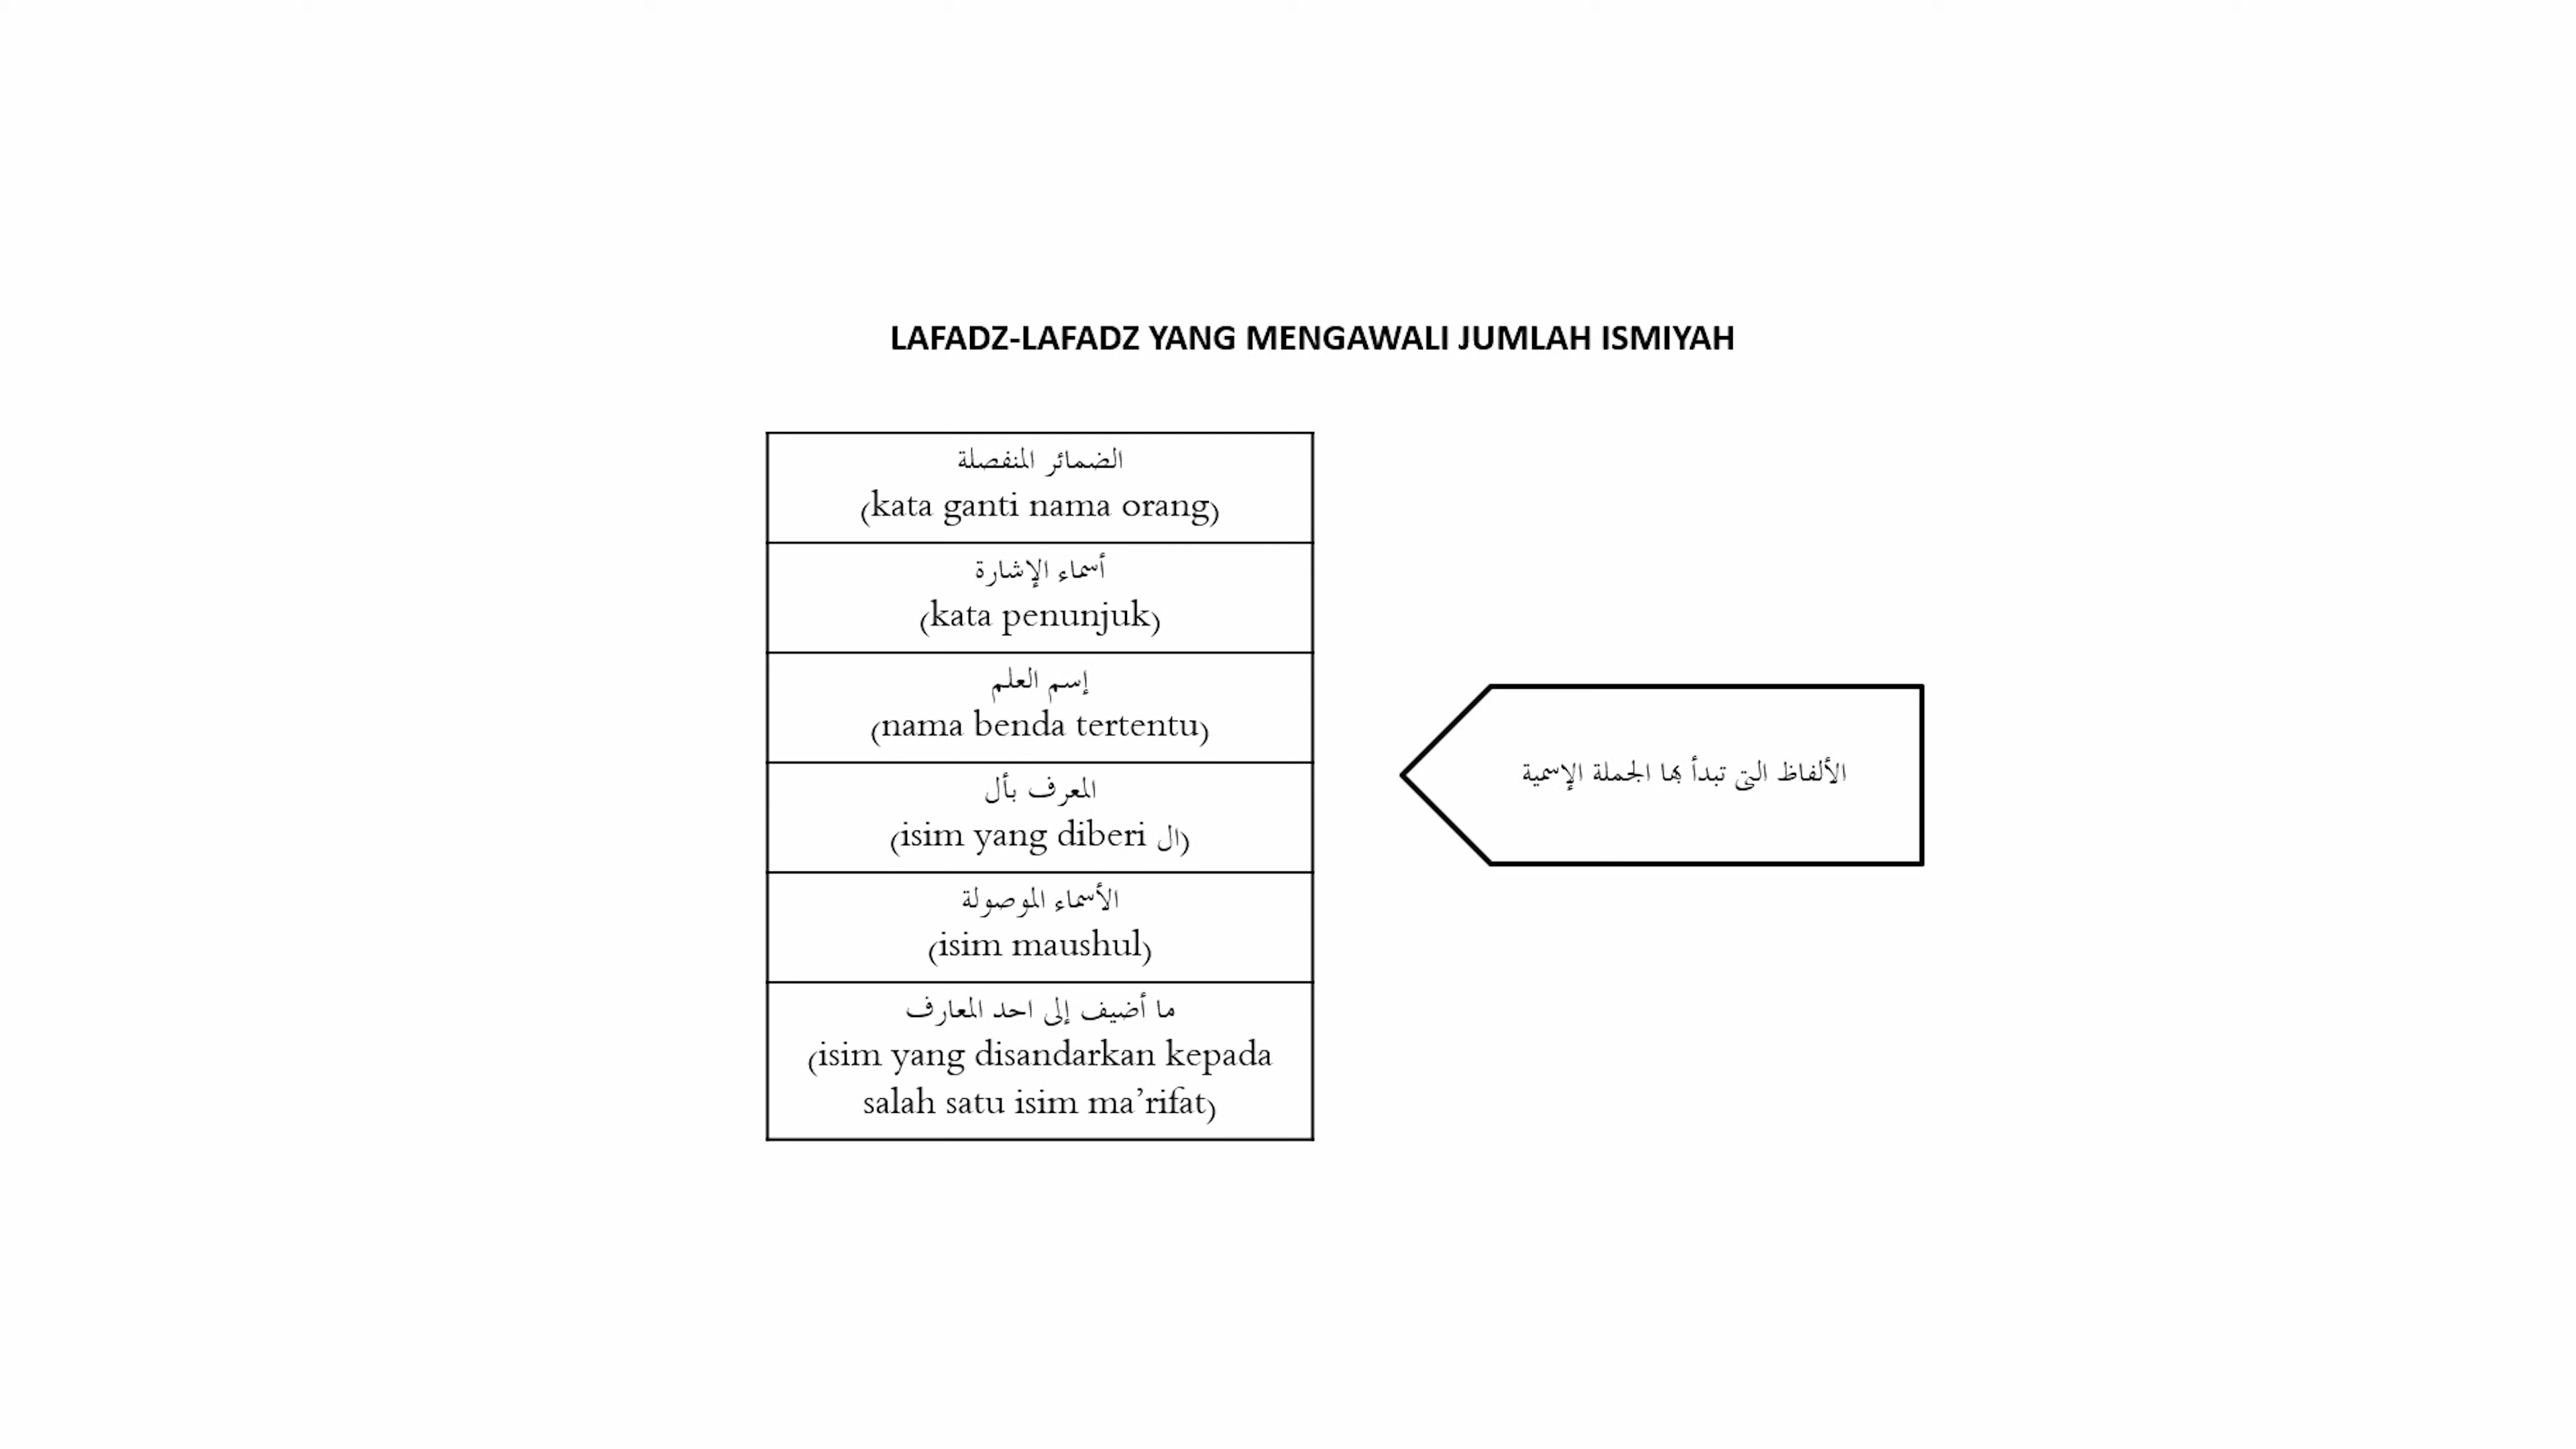 LAFADZ-LAFADZ YANG MENGAWALI JUMLAH ISMIYAH
الضمائر المنفصلة
(kata ganti nama orang)
أسماء الإشارة
(kata penunjuk)
إسم العلم
(nama benda tertentu)
المعرف بأل
(isim yang diberi ال)
الأسماء الموصولة
(isim maushul)
ما أضيف إلى احد المعارف
(isim yang disandarkan kepada
salah satu isim ma’rifat)
الألفاظ التى تبدأ بها الجملة الإسمية